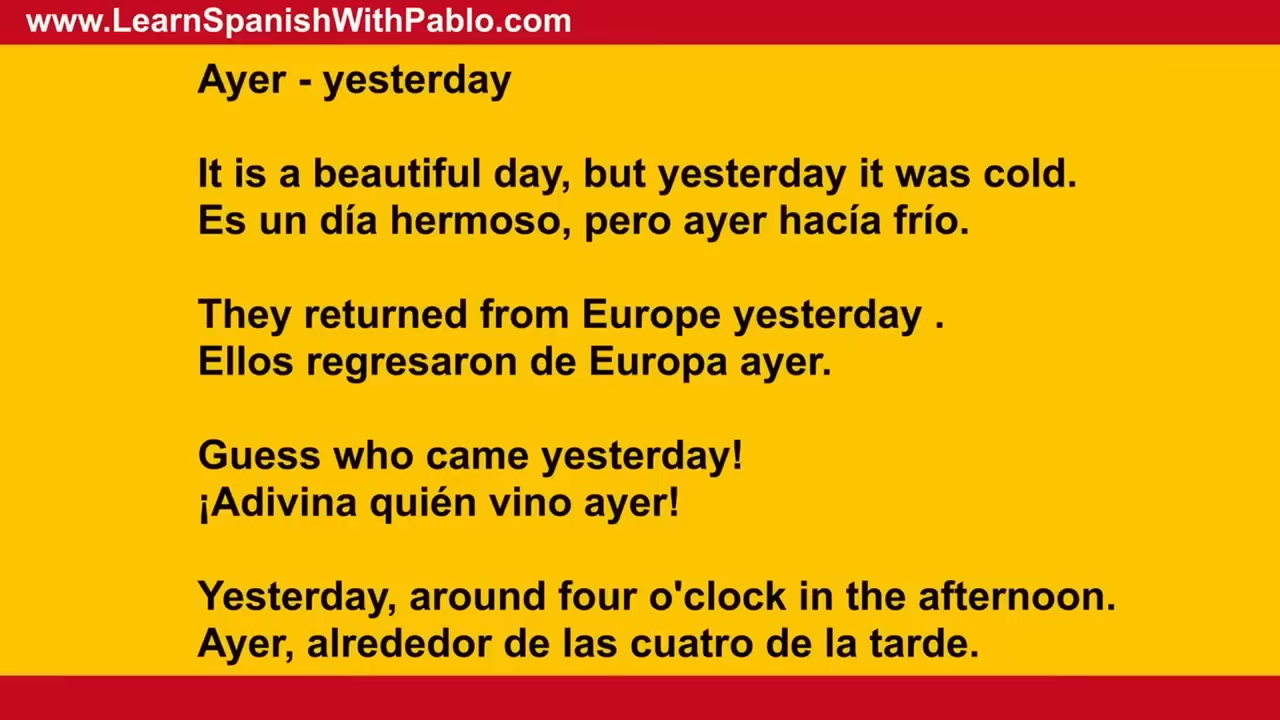 www.LearnSpanishWithPablo.com
Ayer - yesterday
It is a beautiful day, but yesterday it was cold.
Es un día hermoso, pero ayer hacía frío.
They returned from Europe yesterday .
Ellos regresaron de Europa ayer.
Guess who came yesterday!
¡Adivina quién vino ayer!
Yesterday, around four o'clock in the afternoon.
Ayer, alrededor de las cuatro de la tarde.